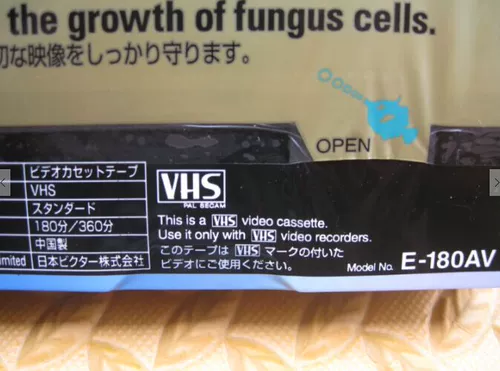 the growth of fungus cells.
切な映像をしっかり守ります。
Open
OPEN
ビデオカセットテープ
VHS
スタンダード
180分/360分
中国製
imited 日本ビクター株式会社
VHS
PAL SECAM
This is a VHS video cassette.
Use it only with VHS video recorders.
このテープは VHS マークの付いた
ビデオにご使用ください。
Model No. E-180AV